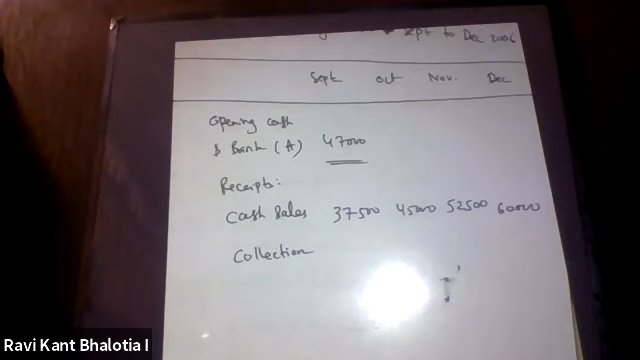 Sept to Dec 2006
Sept Oct Nov. Dec
Opening cash
& Bank (A) 47000
Receipts:
Cash Sales 37500 45000 52500 60000
Collection
Ravi Kant Bhalotia I